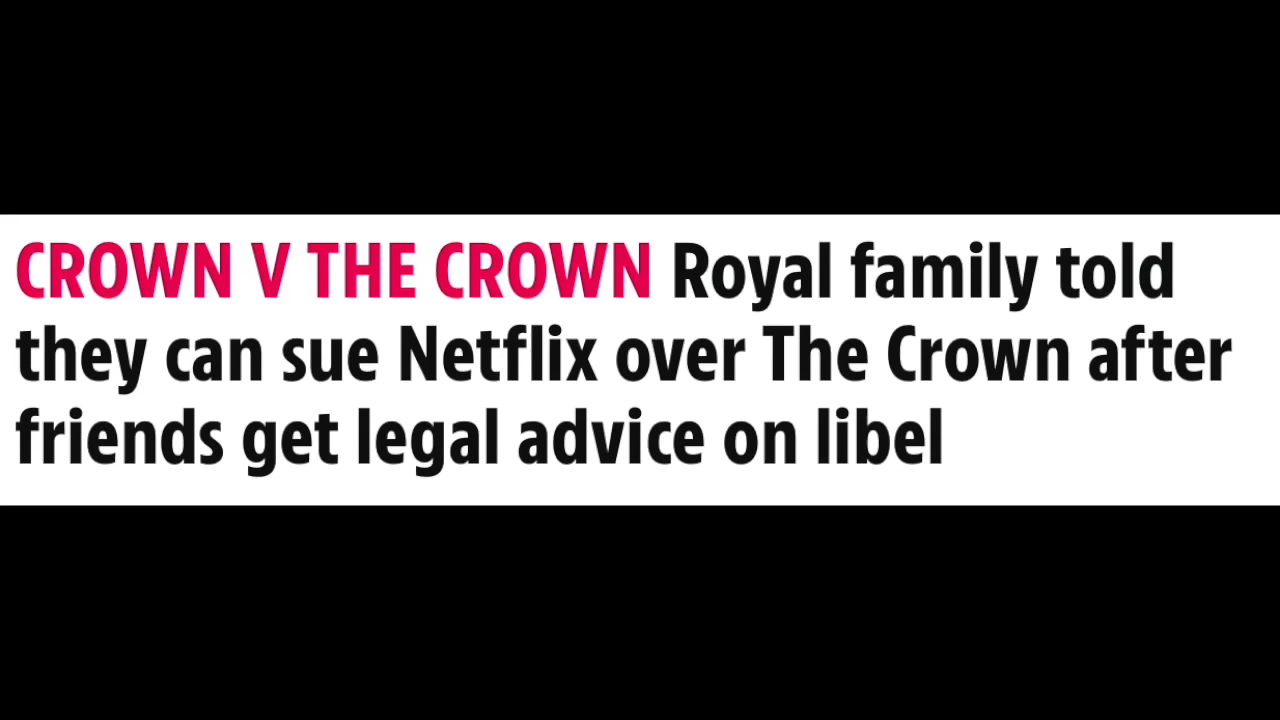 CROWN V THE CROWN Royal family told
they can sue Netflix over The Crown after
friends get legal advice on libel